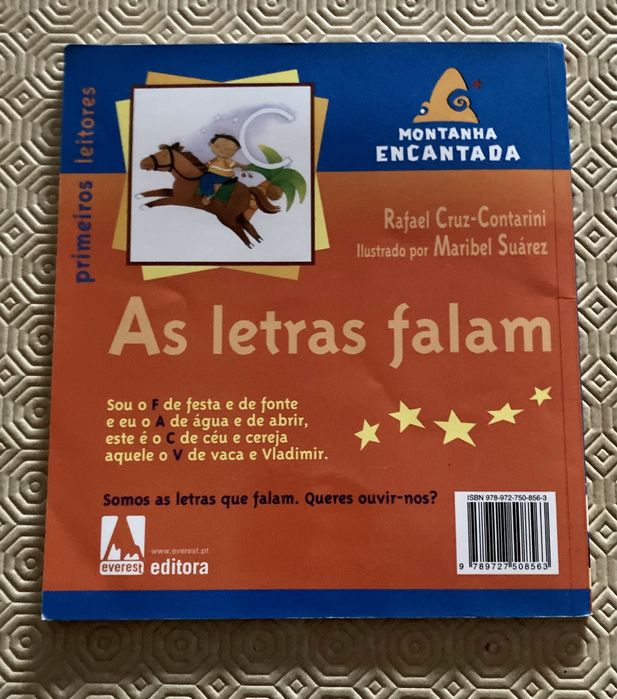 primeiros leitores
C
MONTANHA
ENCANTADA
Rafael Cruz-Contarini
Ilustrado por Maribel Suárez
As letras falam
Sou o F de festa e de fonte
e eu o A de água e de abrir,
este é o C de céu e cereja
aquele o V de vaca e Vladimir.
Somos as letras que falam. Queres ouvir-nos?
ISBN 978-972-750-856-3
9 789727 508563
everest
www.everest.pt
editora